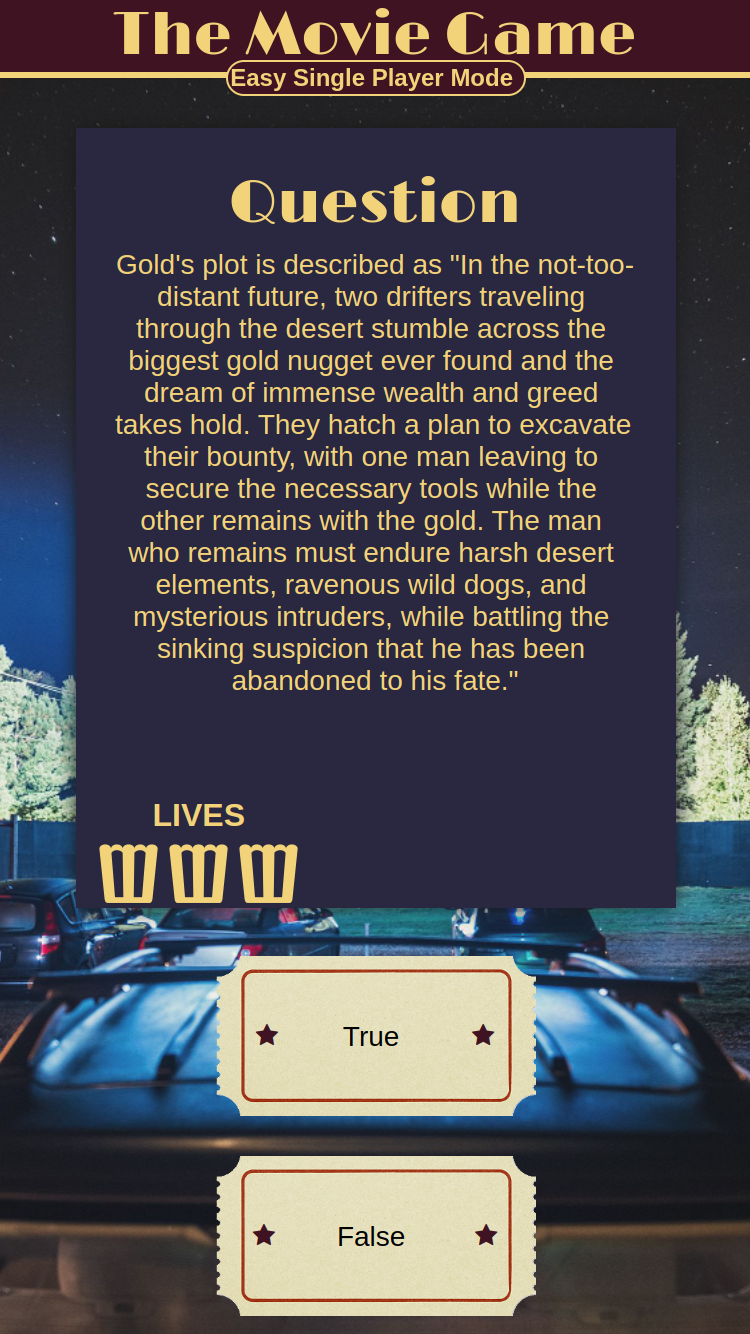 The Movie Game
Easy Single Player Mode
Question
Gold's plot is described as "In the not-too-
distant future, two drifters traveling
through the desert stumble across the
biggest gold nugget ever found and the
dream of immense wealth and greed
takes hold. They hatch a plan to excavate
their bounty, with one man leaving to
secure the necessary tools while the
other remains with the gold. The man
who remains must endure harsh desert
elements, ravenous wild dogs, and
mysterious intruders, while battling the
sinking suspicion that he has been
abandoned to his fate."
LIVES
True
False